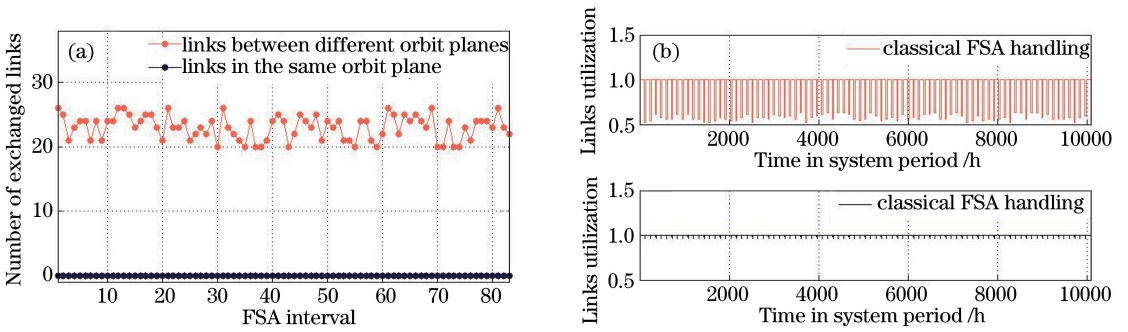 (a)
links between different orbit planes
links in the same orbit plane
Number of exchanged links
30
20
10
0
10 20 30 40 50 60 70 80
FSA interval
(b)
classical FSA handling
Links utilization
1.5
1.0
0.5
2000 4000 6000 8000 10000
Time in system period /h
classical FSA handling
Links utilization
1.5
1.0
0.5
2000 4000 6000 8000 10000
Time in system period /h